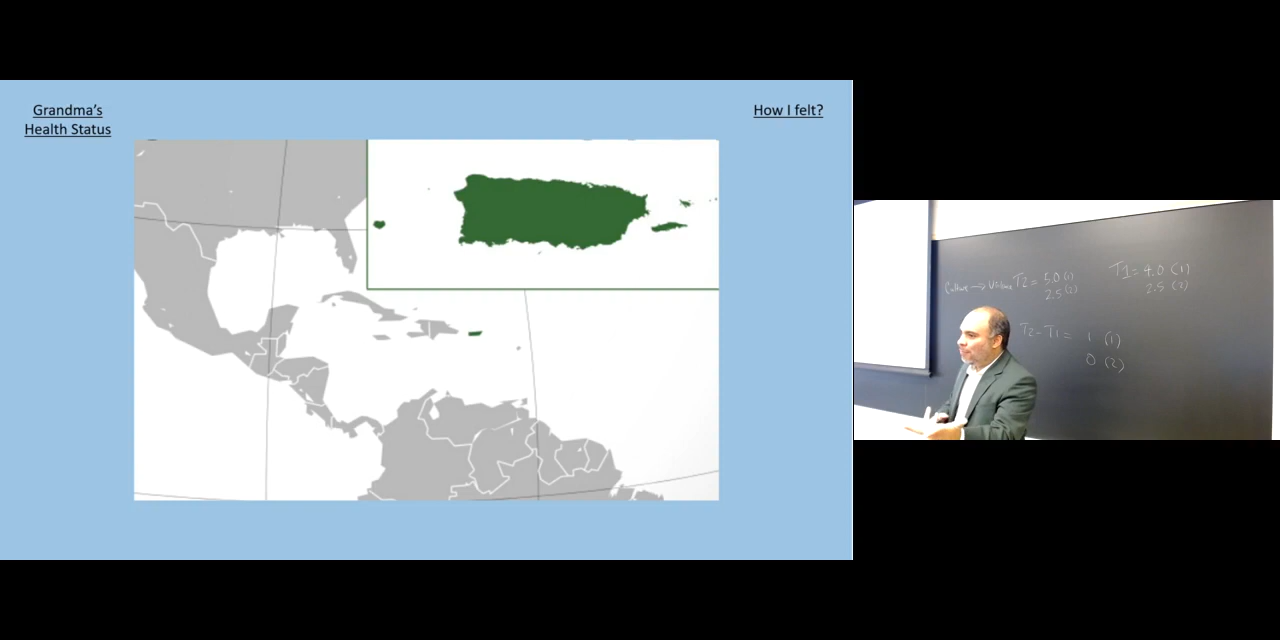 Grandma's
Health Status
How I felt?
Culture → T2 = 5.0 (1)
2.5 (2)
T1 = 4.0 (1)
2.5 (2)
T2 - T1 = 1 (1)
0 (2)